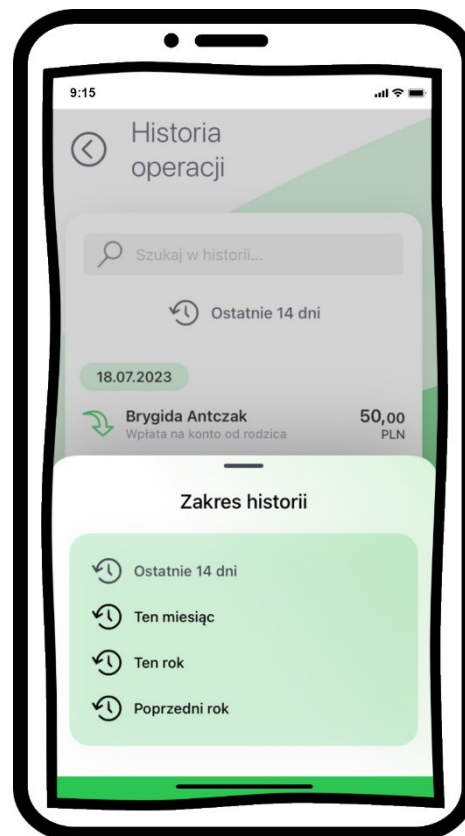 9:15
Historia
operacji
Szukaj w historii...
Ostatnie 14 dni
18.07.2023
Brygida Antczak 50,00
Wpłata na konto od rodzica PLN
Zakres historii
Ostatnie 14 dni
Ten miesiąc
Ten rok
Poprzedni rok